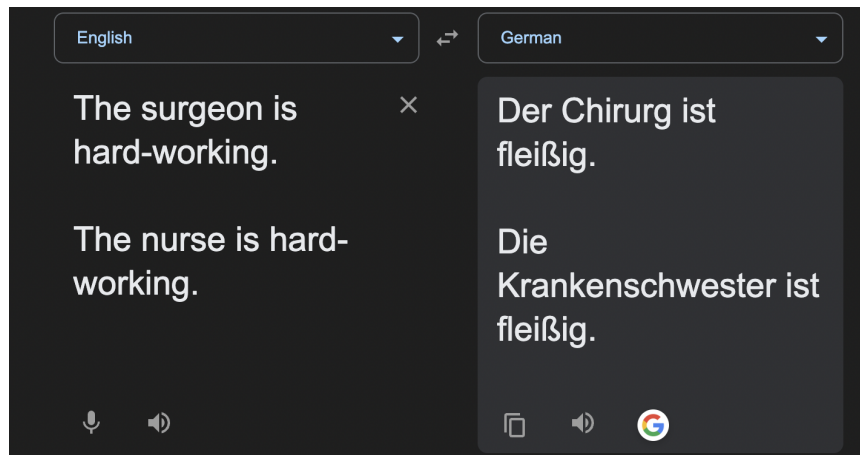 English
German
The surgeon is
hard-working.
The nurse is hard-
working.
Der Chirurg ist
fleißig.
Die
Krankenschwester ist
fleißig.